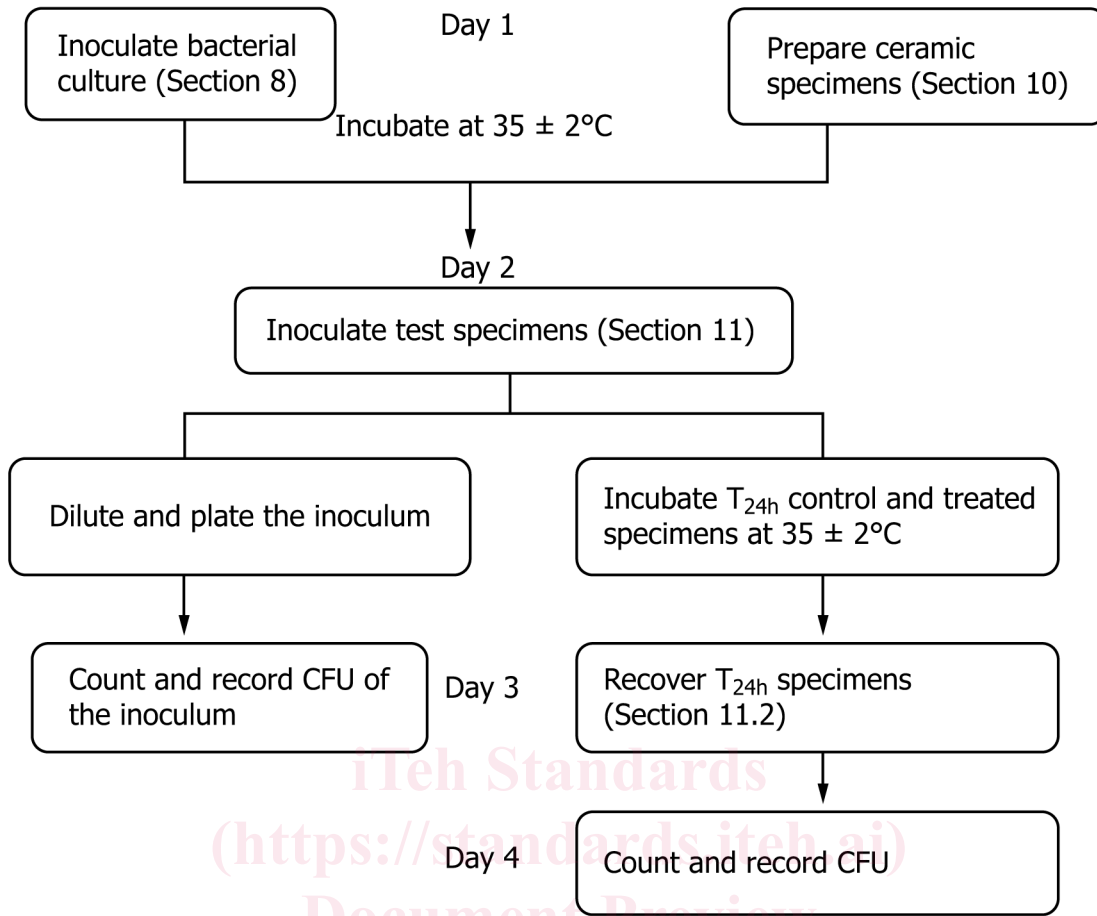 Day 1
Inoculate bacterial
culture (Section 8)
Prepare ceramic
specimens (Section 10)
Incubate at 35 ± 2°C
Day 2
Inoculate test specimens (Section 11)
Dilute and plate the inoculum
Incubate T24h control and treated
specimens at 35 ± 2°C
Count and record CFU of
the inoculum
Day 3
Recover T24h specimens
(Section 11.2)
iTeh Standards
(https://standards.iteh.ai)
Day 4
Count and record CFU
Document Preview